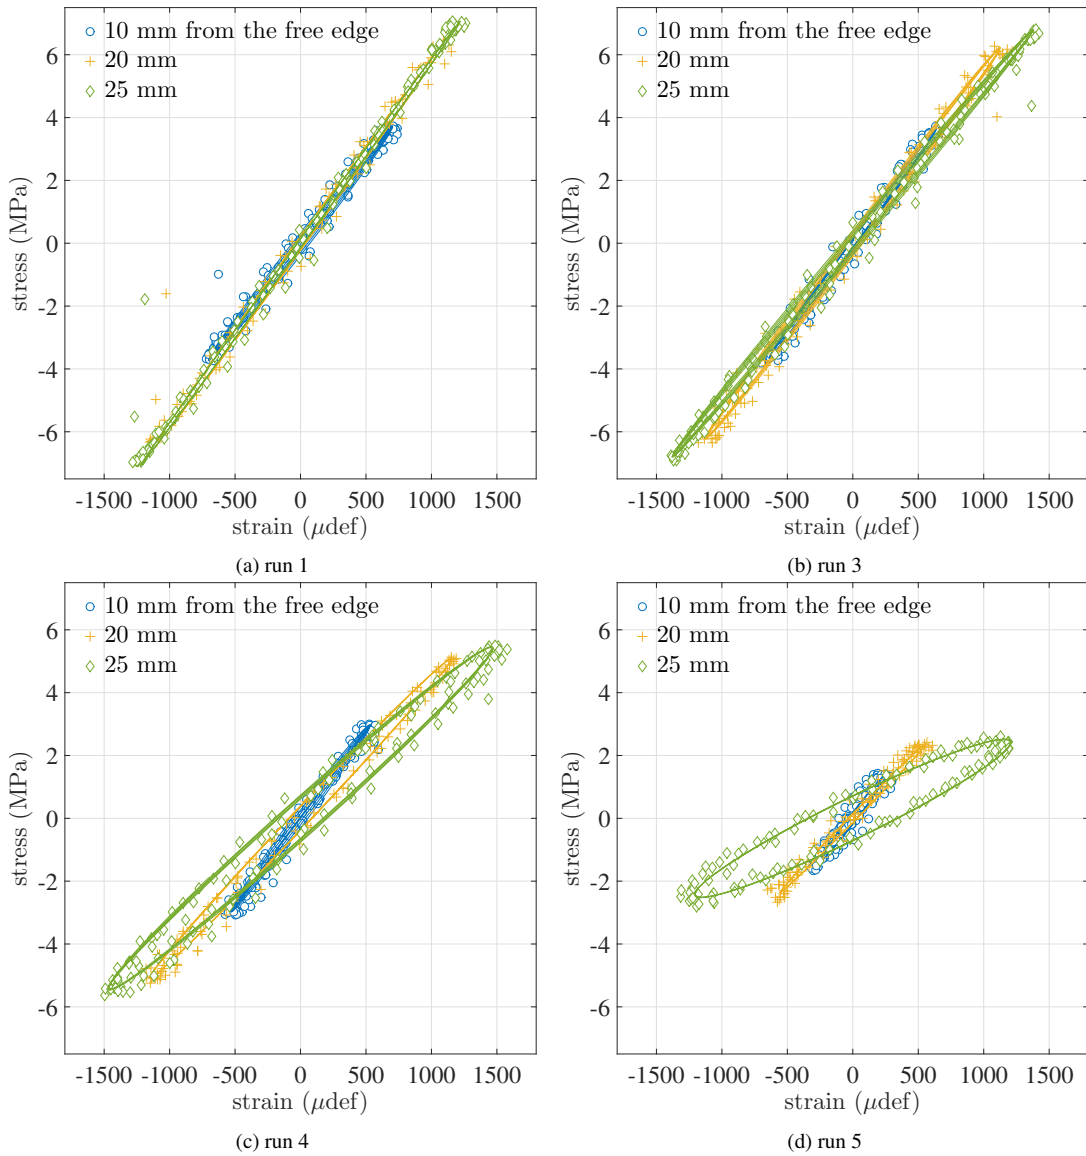 10 mm from the free edge
20 mm
25 mm
6
4
2
0
-2
-4
-6
stress (MPa)
-1500 -1000 -500 0 500 1000 1500
strain (μdef)
(a) run 1
10 mm from the free edge
20 mm
25 mm
6
4
2
0
-2
-4
-6
stress (MPa)
-1500 -1000 -500 0 500 1000 1500
strain (μdef)
(b) run 3
10 mm from the free edge
20 mm
25 mm
6
4
2
0
-2
-4
-6
stress (MPa)
-1500 -1000 -500 0 500 1000 1500
strain (μdef)
(c) run 4
10 mm from the free edge
20 mm
25 mm
6
4
2
0
-2
-4
-6
stress (MPa)
-1500 -1000 -500 0 500 1000 1500
strain (μdef)
(d) run 5